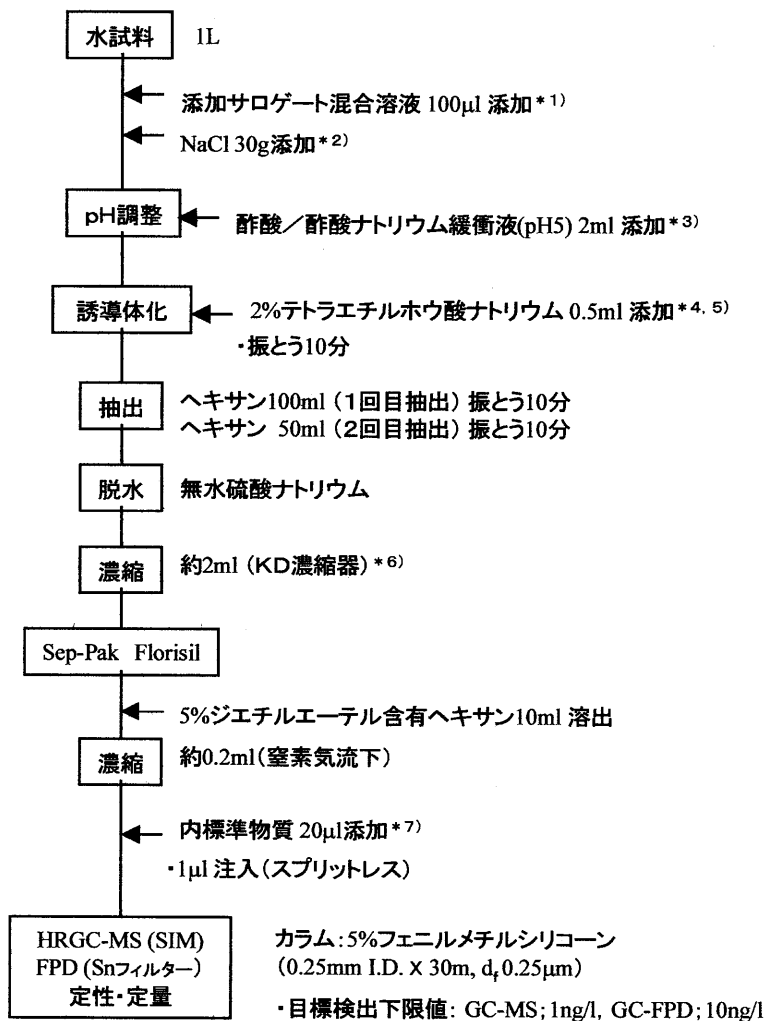 水試料 1L
添加サロゲート混合溶液 100μl 添加*1)
NaCl 30g添加*2)
pH調整
酢酸／酢酸ナトリウム緩衝液(pH5) 2ml 添加*3)
誘導体化
2%テトラエチルホウ酸ナトリウム 0.5ml 添加*4, 5)
・振とう10分
抽出
ヘキサン100ml（１回目抽出）振とう10分
ヘキサン 50ml（２回目抽出）振とう10分
脱水 無水硫酸ナトリウム
濃縮 約2ml（KD濃縮器）*6)
Sep-Pak Florisil
5%ジエチルエーテル含有ヘキサン10ml 溶出
濃縮 約0.2ml（窒素気流下）
内標準物質 20μl添加*7)
・1μl 注入（スプリットレス）
HRGC-MS (SIM)
FPD (Snフィルター)
定性・定量
カラム：5%フェニルメチルシリコーン
(0.25mm I.D. X 30m, df 0.25μm)
・目標検出下限値： GC-MS；1ng/l, GC-FPD；10ng/l